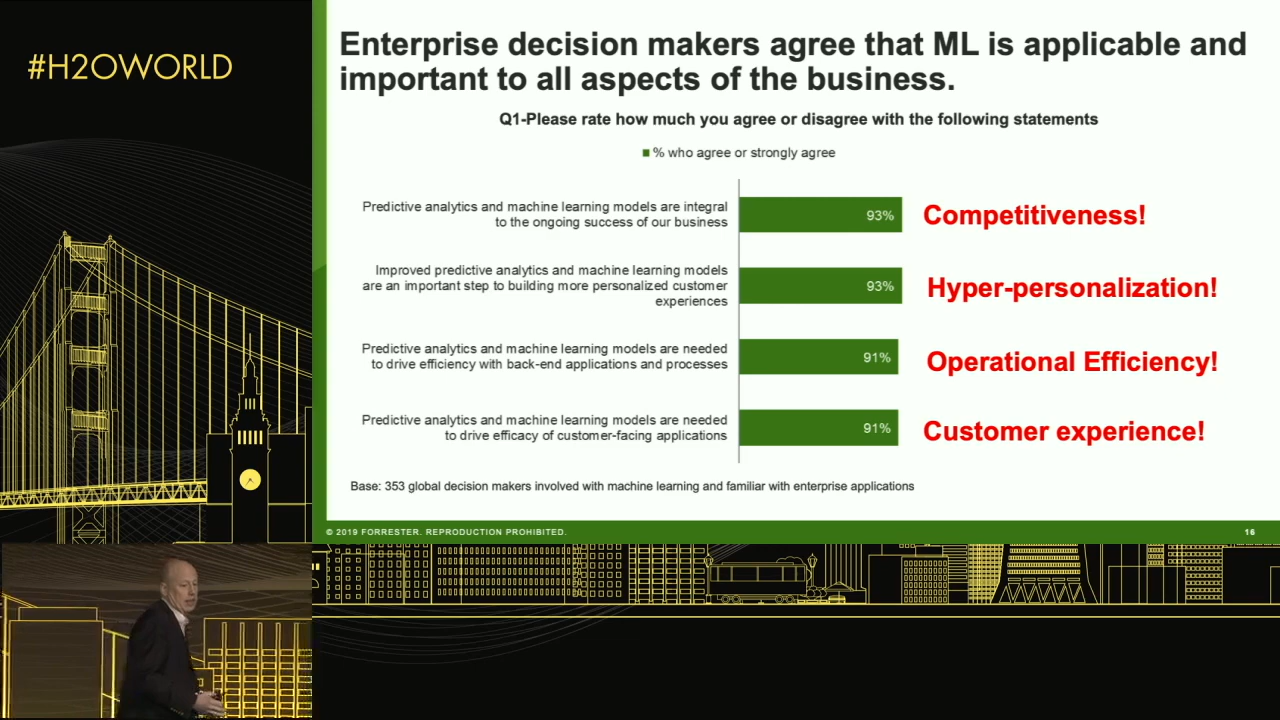 #H2OWORLD
Enterprise decision makers agree that ML is applicable and
important to all aspects of the business.
Q1-Please rate how much you agree or disagree with the following statements
% who agree or strongly agree
Predictive analytics and machine learning models are integral
to the ongoing success of our business
93%
Competitiveness!
Improved predictive analytics and machine learning models
are an important step to building more personalized customer
experiences
93%
Hyper-personalization!
Predictive analytics and machine learning models are needed
to drive efficiency with back-end applications and processes
91%
Operational Efficiency!
Predictive analytics and machine learning models are needed
to drive efficacy of customer-facing applications
91%
Customer experience!
Base: 353 global decision makers involved with machine learning and familiar with enterprise applications
© 2019 FORRESTER. REPRODUCTION PROHIBITED.
16